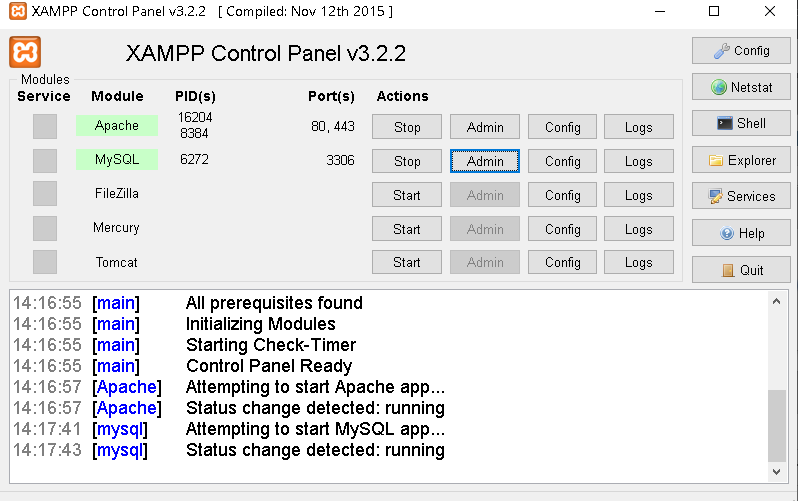 XAMPP Control Panel v3.2.2 [ Compiled: Nov 12th 2015 ]
XAMPP Control Panel v3.2.2
Config
Modules
Service Module PID(s) Port(s) Actions
Netstat
Apache 16204 8384 80, 443 Stop Admin Config Logs
Shell
MySQL 6272 3306 Stop Admin Config Logs
Explorer
FileZilla Start Admin Config Logs
Services
Mercury Start Admin Config Logs
Help
Tomcat Start Admin Config Logs
Quit
14:16:55 [main] All prerequisites found
14:16:55 [main] Initializing Modules
14:16:55 [main] Starting Check-Timer
14:16:55 [main] Control Panel Ready
14:16:57 [Apache] Attempting to start Apache app...
14:16:57 [Apache] Status change detected: running
14:17:41 [mysql] Attempting to start MySQL app...
14:17:43 [mysql] Status change detected: running